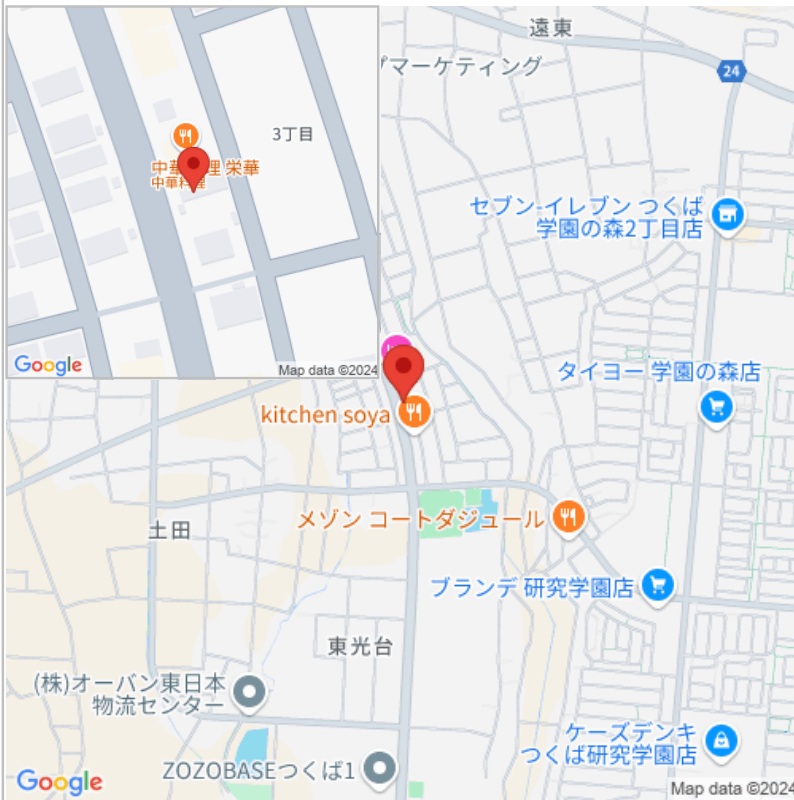 遠東
プマーケティング
24
3丁目
中華料理 栄華
中華料理
Google
Map data ©2024
セブン-イレブン つくば
学園の森2丁目店
タイヨー 学園の森店
kitchen soya
メゾン コートダジュール
土田
ブランデ 研究学園店
東光台
(株)オーバン東日本
物流センター
ケーズデンキ
つくば研究学園店
ZOZOBASEつくば1
Google
Map data ©2024